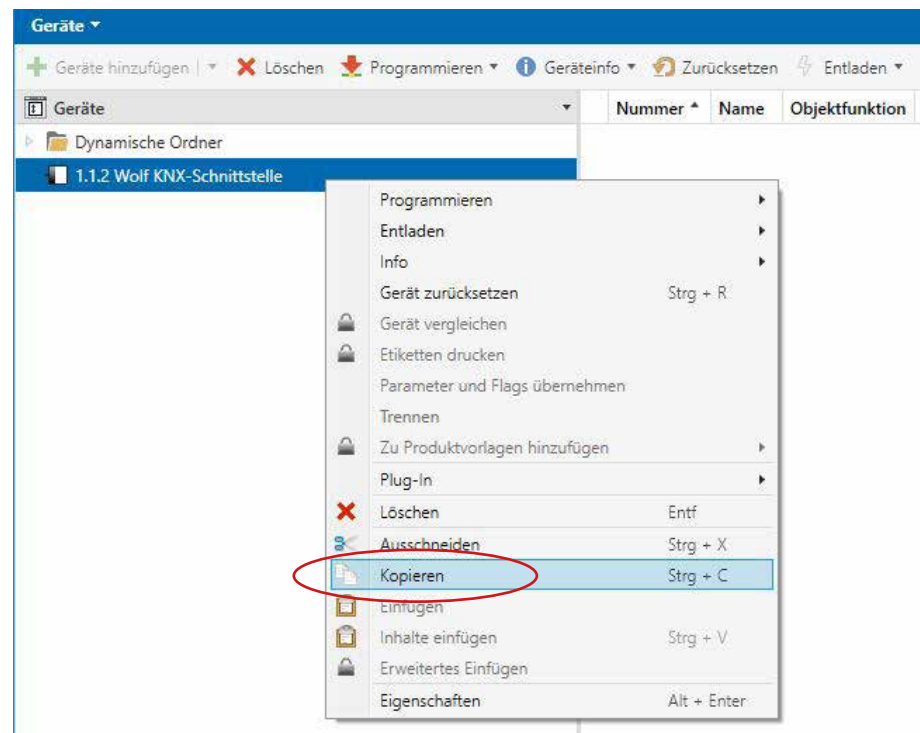 Geräte
Geräte hinzufügen Löschen Programmieren Geräteinfo Zurücksetzen Entladen
Geräte Nummer Name Objektfunktion
Dynamische Ordner
1.1.2 Wolf KNX-Schnittstelle
Programmieren
Entladen
Info
Gerät zurücksetzen Strg + R
Gerät vergleichen
Etiketten drucken
Parameter und Flags übernehmen
Trennen
Zu Produktvorlagen hinzufügen
Plug-In
Löschen Entf
Ausschneiden Strg + X
Kopieren Strg + C
Einfügen
Inhalte einfügen Strg + V
Erweitertes Einfügen
Eigenschaften Alt + Enter